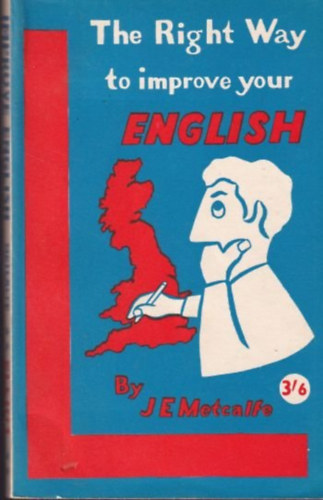 The Right Way
to improve your
ENGLISH
By
J E Metcalfe
3/6